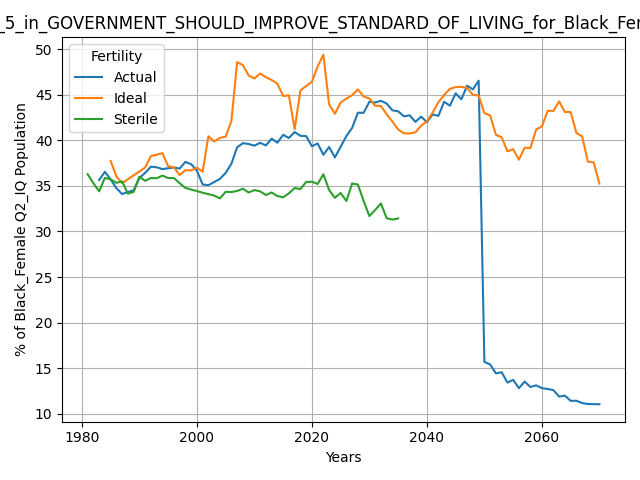 _5_in_GOVERNMENT_SHOULD_IMPROVE_STANDARD_OF_LIVING_for_Black_Fe
% of Black_Female Q2_IQ Population
50
45
40
35
30
25
20
15
10
Fertility
Actual
Ideal
Sterile
1980
2000
2020
2040
2060
Years